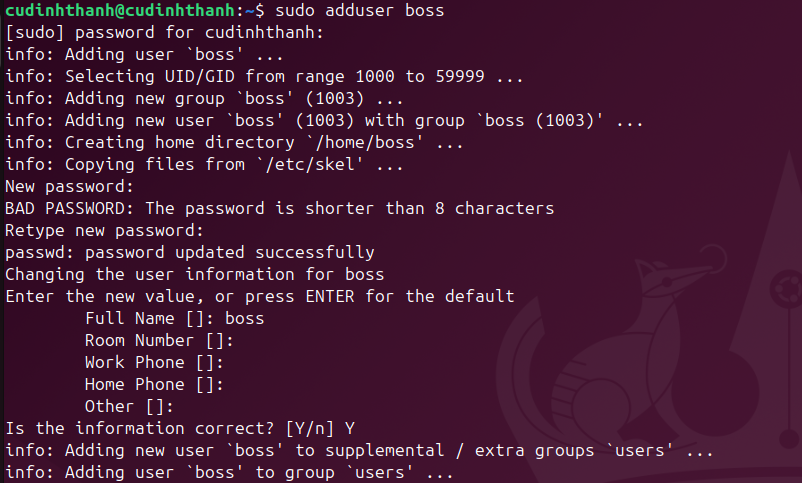 cudinhthanh@cudinhthanh:~$ sudo adduser boss
[sudo] password for cudinhthanh:
info: Adding user `boss' ...
info: Selecting UID/GID from range 1000 to 59999 ...
info: Adding new group `boss' (1003) ...
info: Adding new user `boss' (1003) with group `boss (1003)' ...
info: Creating home directory `/home/boss' ...
info: Copying files from `/etc/skel' ...
New password:
BAD PASSWORD: The password is shorter than 8 characters
Retype new password:
passwd: password updated successfully
Changing the user information for boss
Enter the new value, or press ENTER for the default
        Full Name []: boss
        Room Number []:
        Work Phone []:
        Home Phone []:
        Other []:
Is the information correct? [Y/n] Y
info: Adding new user `boss' to supplemental / extra groups `users' ...
info: Adding user `boss' to group `users' ...